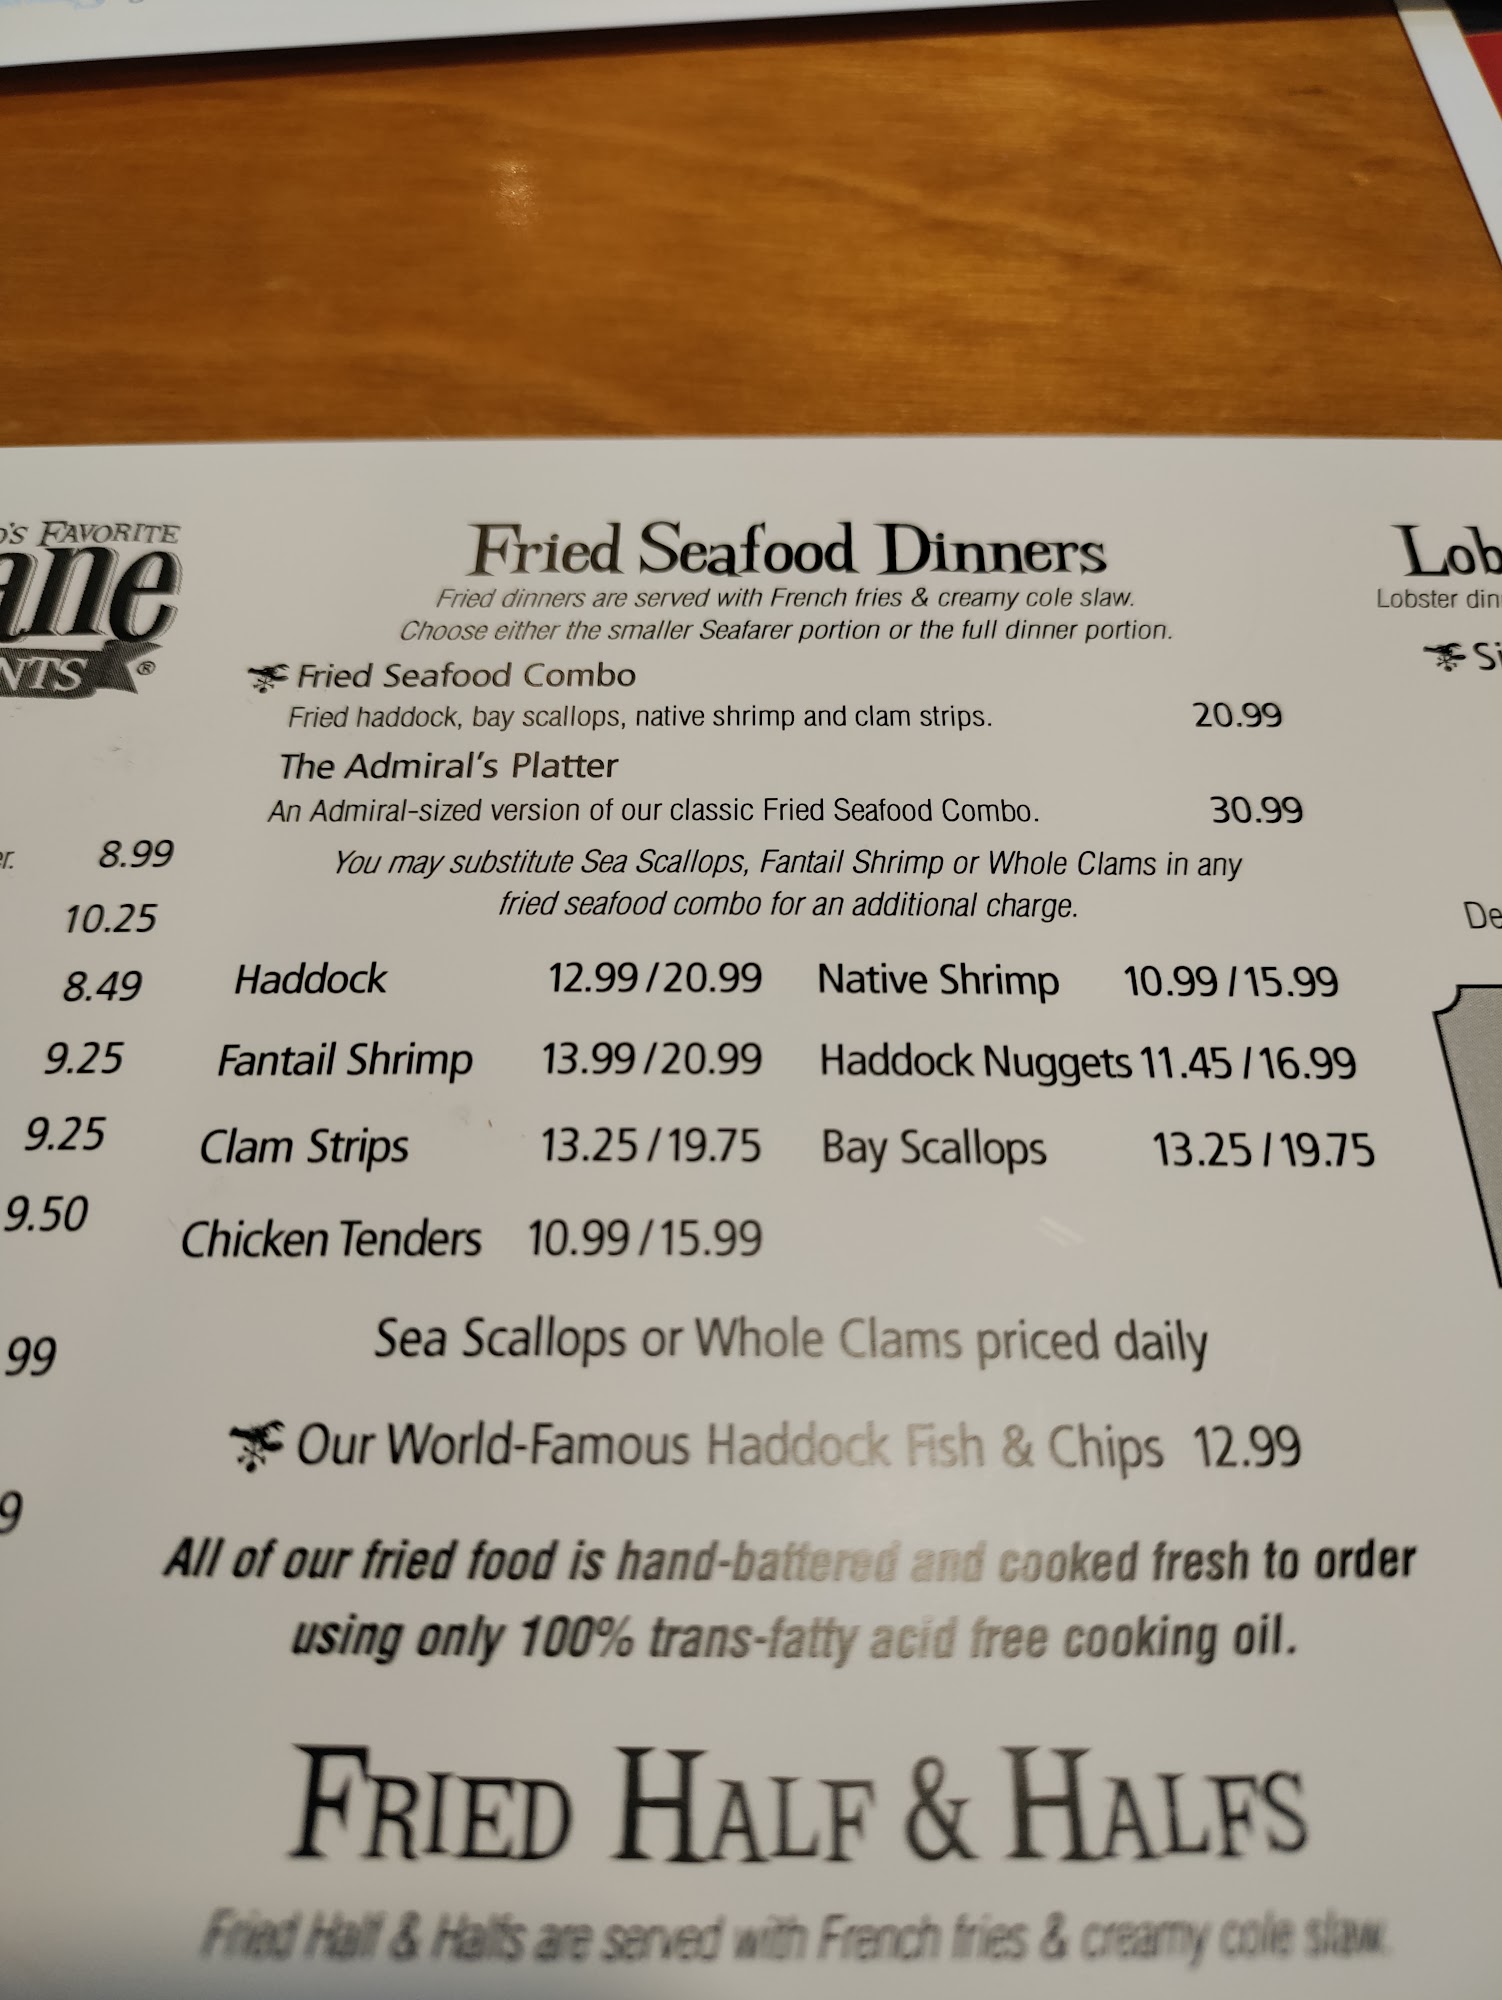 'S FAVORITE
ane
NTS ®
8.99
10.25
8.49
9.25
9.25
9.50
99
9
Fried Seafood Dinners
Fried dinners are served with French fries & creamy cole slaw.
Choose either the smaller Seafarer portion or the full dinner portion.
Fried Seafood Combo
Fried haddock, bay scallops, native shrimp and clam strips. 20.99
The Admiral's Platter
An Admiral-sized version of our classic Fried Seafood Combo. 30.99
You may substitute Sea Scallops, Fantail Shrimp or Whole Clams in any
fried seafood combo for an additional charge.
Haddock 12.99/20.99 Native Shrimp 10.99/15.99
Fantail Shrimp 13.99/20.99 Haddock Nuggets 11.45/16.99
Clam Strips 13.25/19.75 Bay Scallops 13.25/19.75
Chicken Tenders 10.99/15.99
Sea Scallops or Whole Clams priced daily
Our World-Famous Haddock Fish & Chips 12.99
All of our fried food is hand-battered and cooked fresh to order
using only 100% trans-fatty acid free cooking oil.
FRIED HALF & HALFS
Fried Half & Halfs are served with French fries & creamy cole slaw.
Lob
Lobster din
Si
De